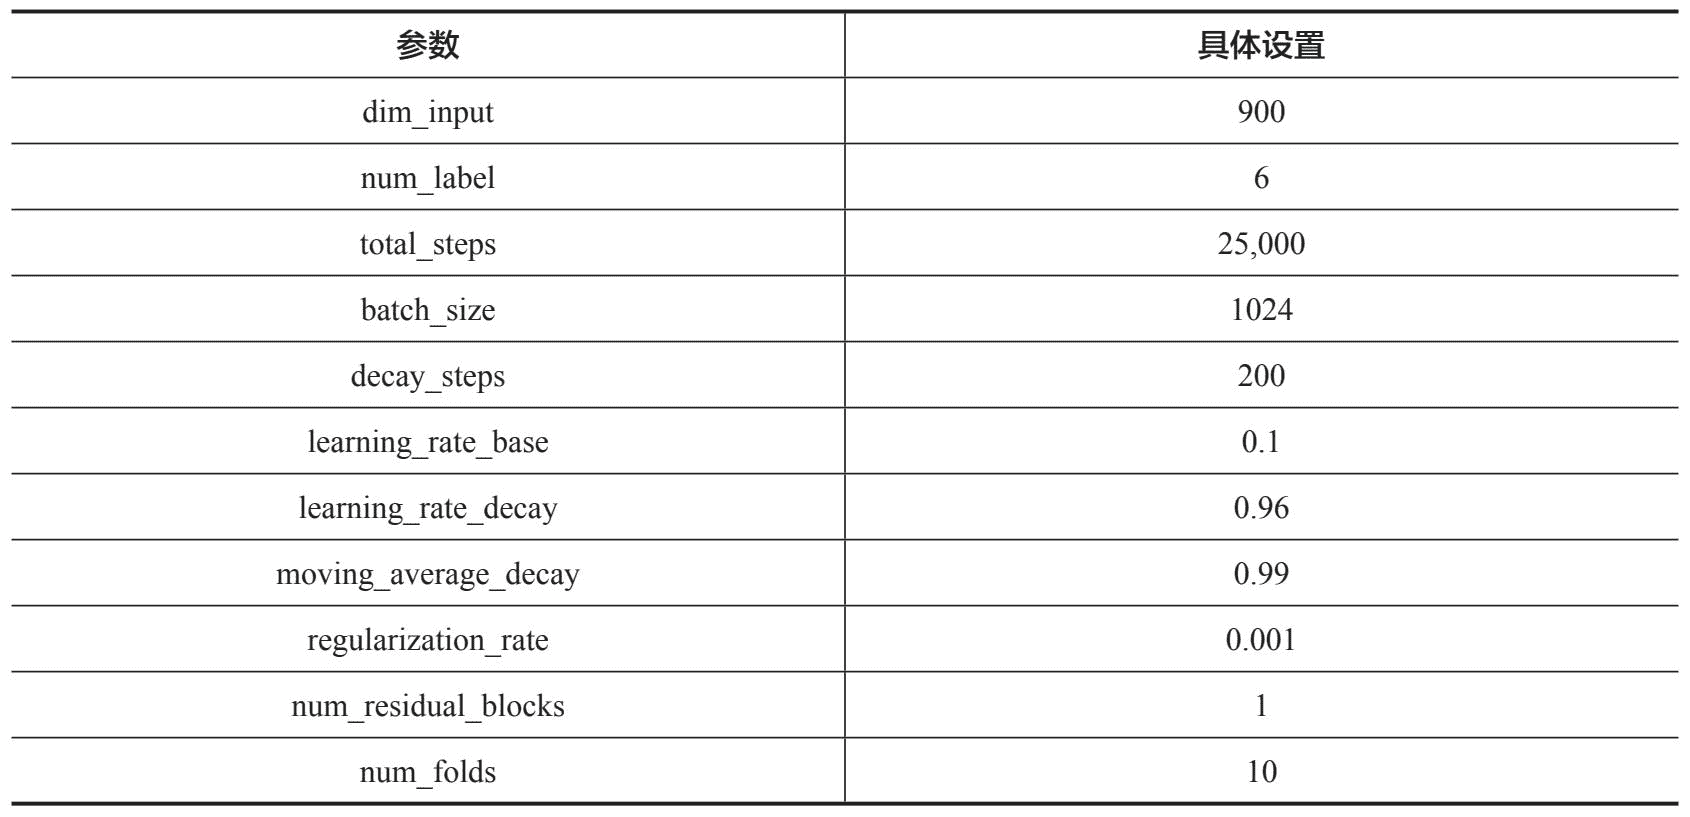 参数 具体设置
dim_input 900
num_label 6
total_steps 25,000
batch_size 1024
decay_steps 200
learning_rate_base 0.1
learning_rate_decay 0.96
moving_average_decay 0.99
regularization_rate 0.001
num_residual_blocks 1
num_folds 10